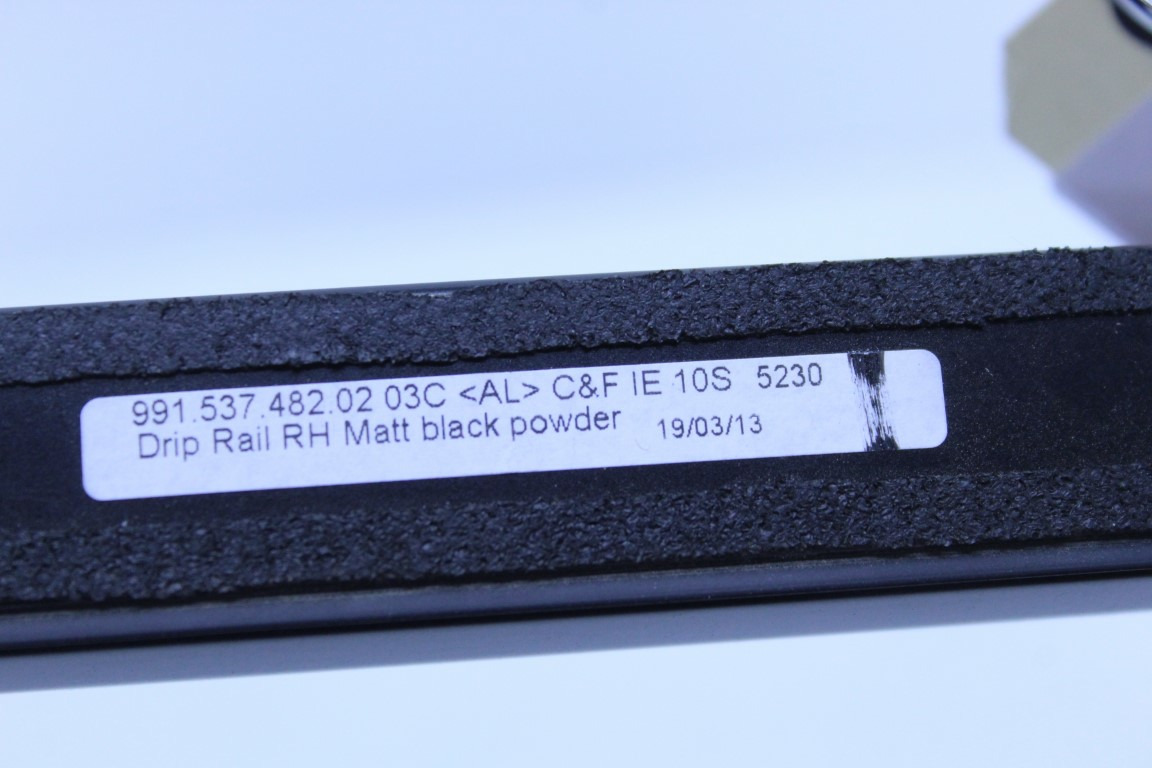 991.537.482.02 03C <AL> C&F IE 10S 5230
Drip Rail RH Matt black powder 19/03/13